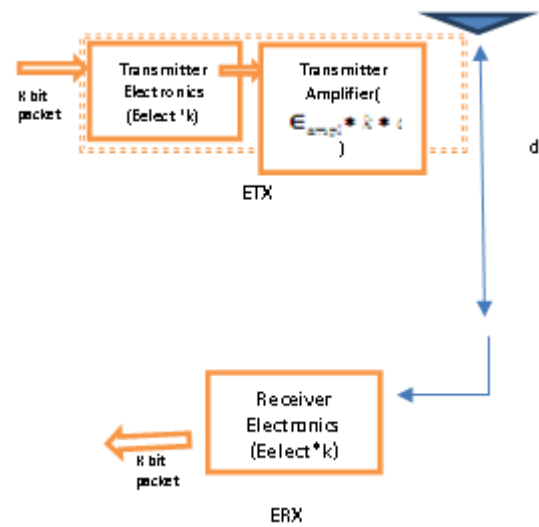 K bit
packet
Transmitter
Electronics
(Eelect*k)
Transmitter
Amplifier(
* k *
)
d
ETX
Receiver
Electronics
(Eelect*k)
K bit
packet
ERX